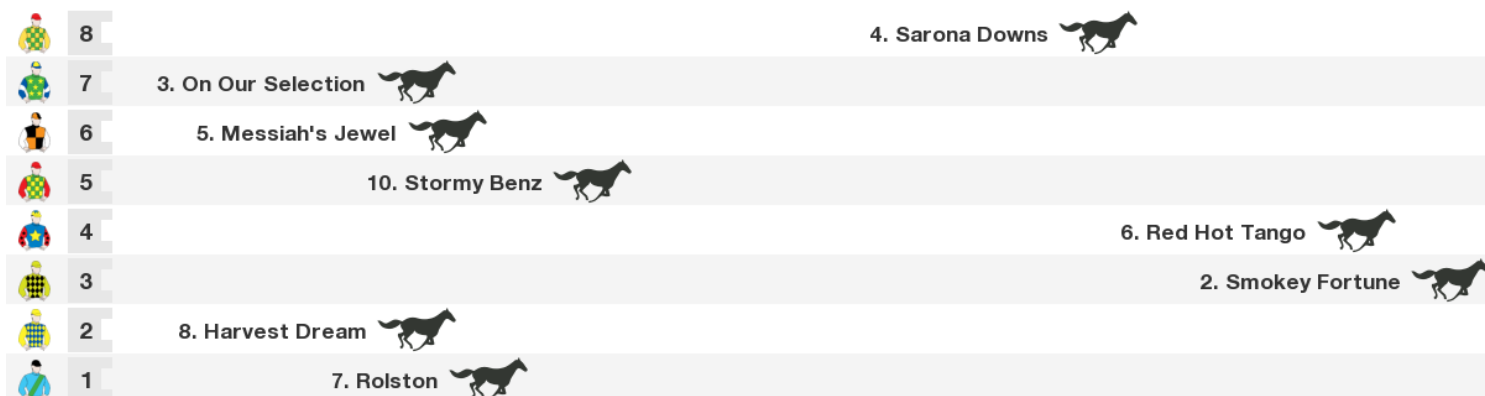 8 4. Sarona Downs
7 3. On Our Selection
6 5. Messiah's Jewel
5 10. Stormy Benz
4 6. Red Hot Tango
3 2. Smokey Fortune
2 8. Harvest Dream
1 7. Rolston